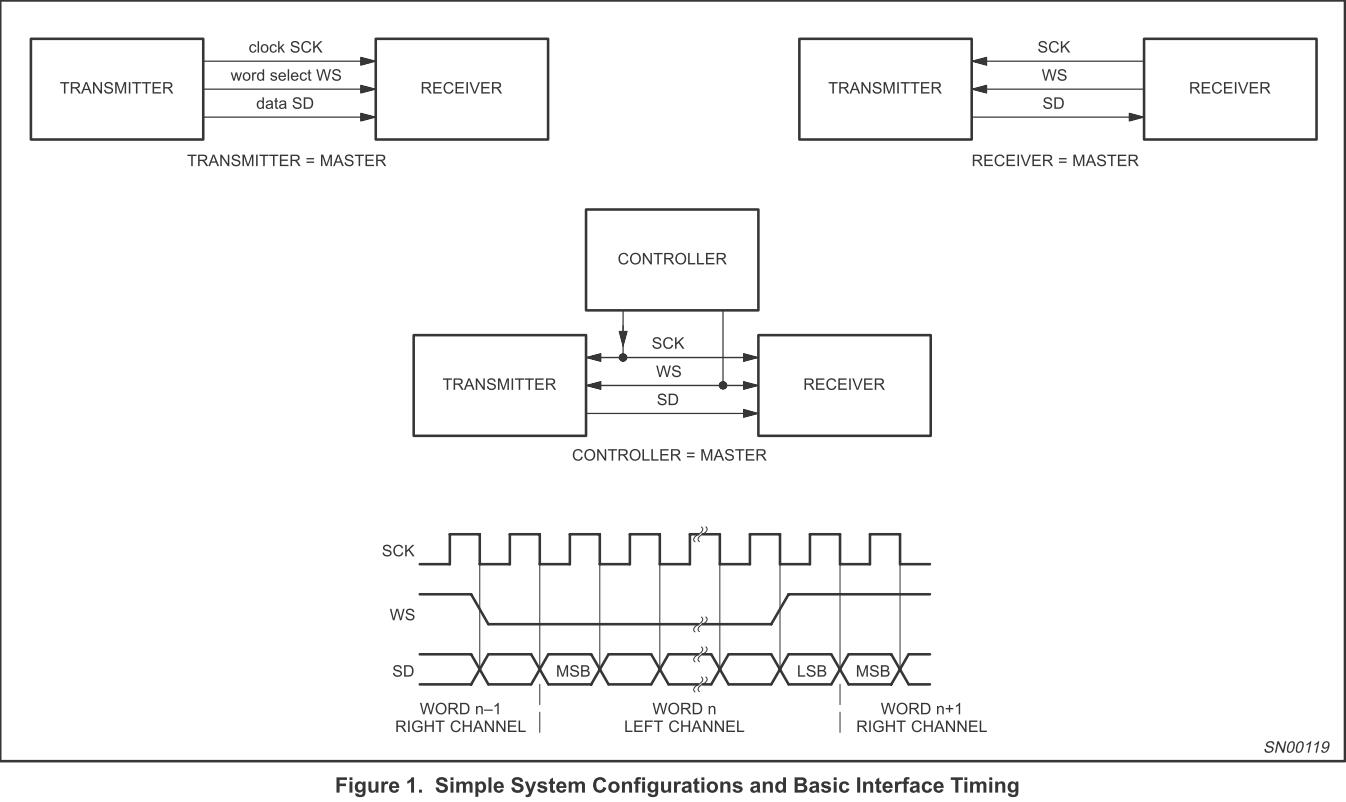 clock SCK
word select WS
data SD
TRANSMITTER
RECEIVER
TRANSMITTER = MASTER
SCK
WS
SD
TRANSMITTER
RECEIVER
RECEIVER = MASTER
CONTROLLER
SCK
WS
SD
TRANSMITTER
RECEIVER
CONTROLLER = MASTER
SCK
WS
SD
MSB
LSB
MSB
WORD n–1
RIGHT CHANNEL
WORD n
LEFT CHANNEL
WORD n+1
RIGHT CHANNEL
SN00119
Figure 1. Simple System Configurations and Basic Interface Timing